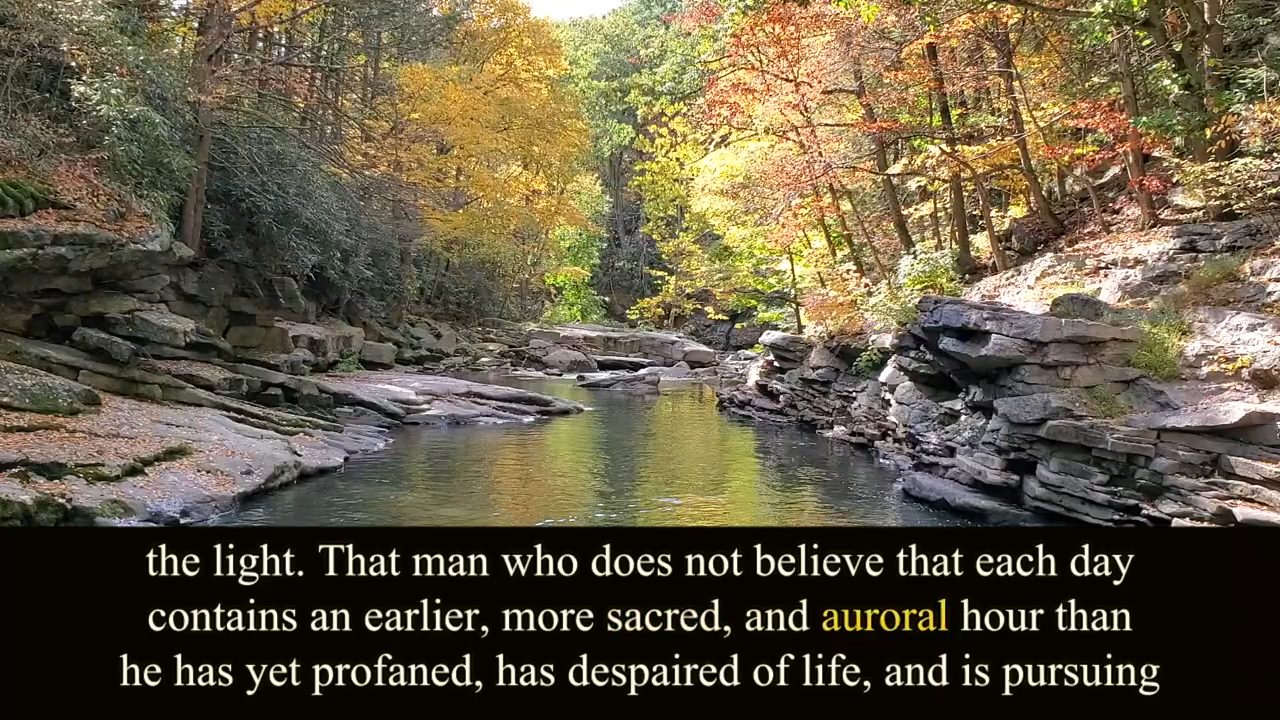 the light. That man who does not believe that each day
contains an earlier, more sacred, and auroral hour than
he has yet profaned, has despaired of life, and is pursuing